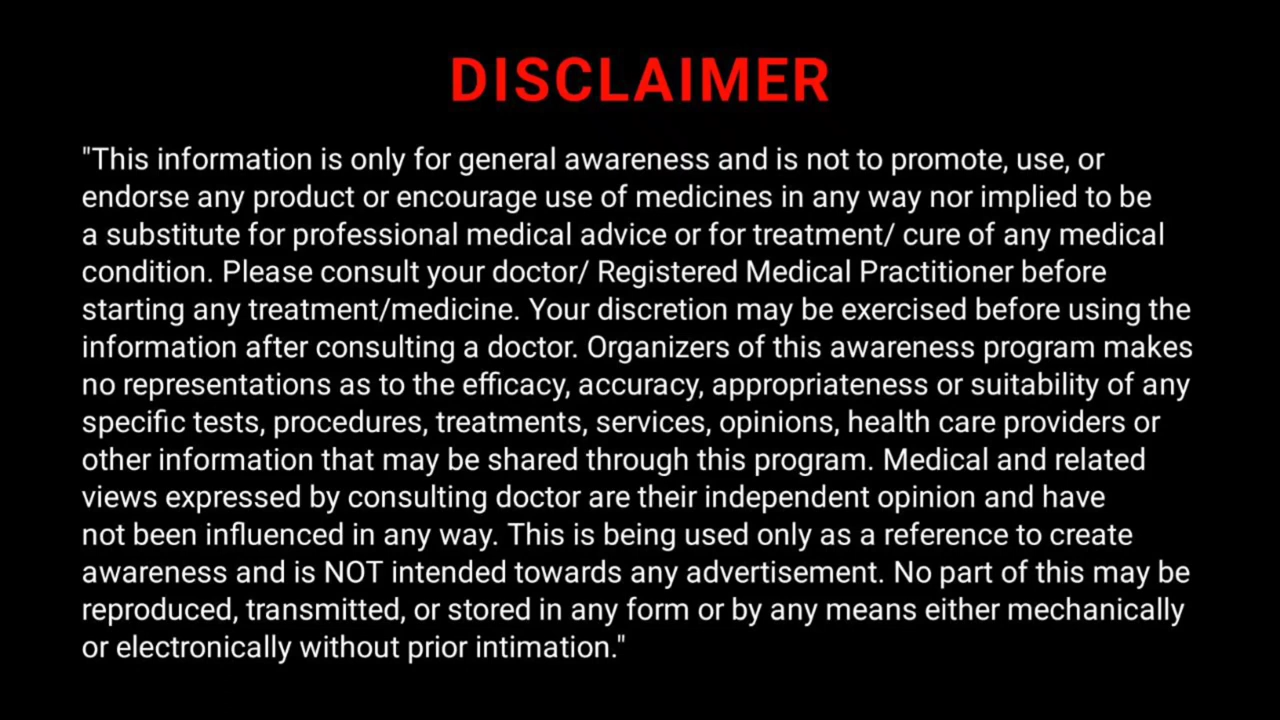 DISCLAIMER
"This information is only for general awareness and is not to promote, use, or
endorse any product or encourage use of medicines in any way nor implied to be
a substitute for professional medical advice or for treatment/ cure of any medical
condition. Please consult your doctor/ Registered Medical Practitioner before
starting any treatment/medicine. Your discretion may be exercised before using the
information after consulting a doctor. Organizers of this awareness program makes
no representations as to the efficacy, accuracy, appropriateness or suitability of any
specific tests, procedures, treatments, services, opinions, health care providers or
other information that may be shared through this program. Medical and related
views expressed by consulting doctor are their independent opinion and have
not been influenced in any way. This is being used only as a reference to create
awareness and is NOT intended towards any advertisement. No part of this may be
reproduced, transmitted, or stored in any form or by any means either mechanically
or electronically without prior intimation."